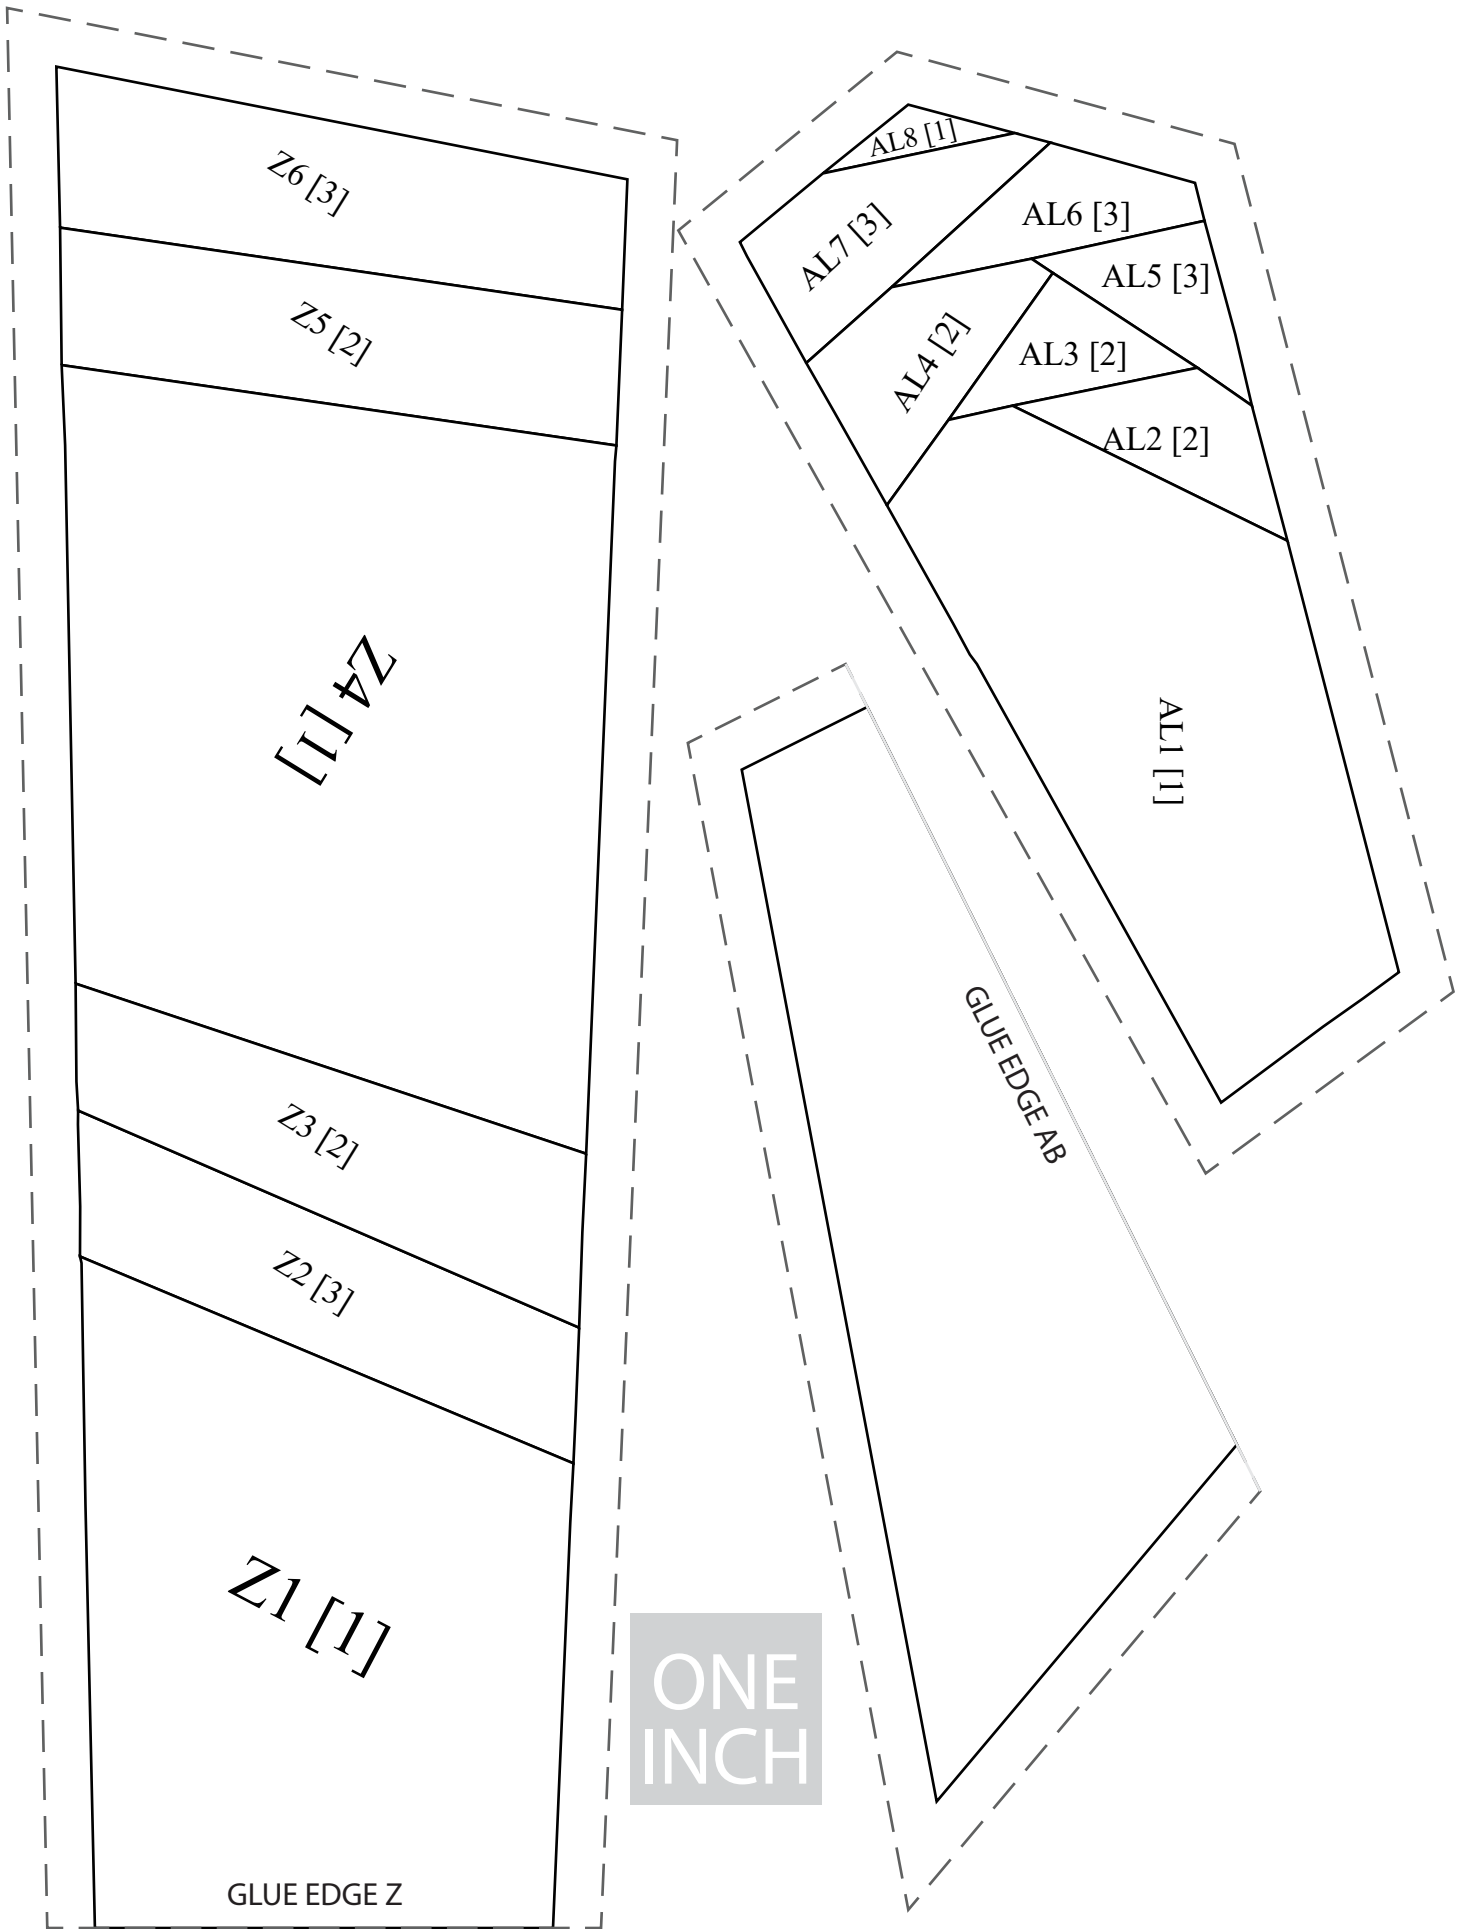 Z6 [3]
Z5 [2]
Z4 [1]
Z3 [2]
Z2 [3]
Z1 [1]
GLUE EDGE Z
AL8 [1]
AL7 [3]
AL6 [3]
AL5 [3]
AL4 [2]
AL3 [2]
AL2 [2]
AL1 [1]
GLUE EDGE AB
ONE
INCH